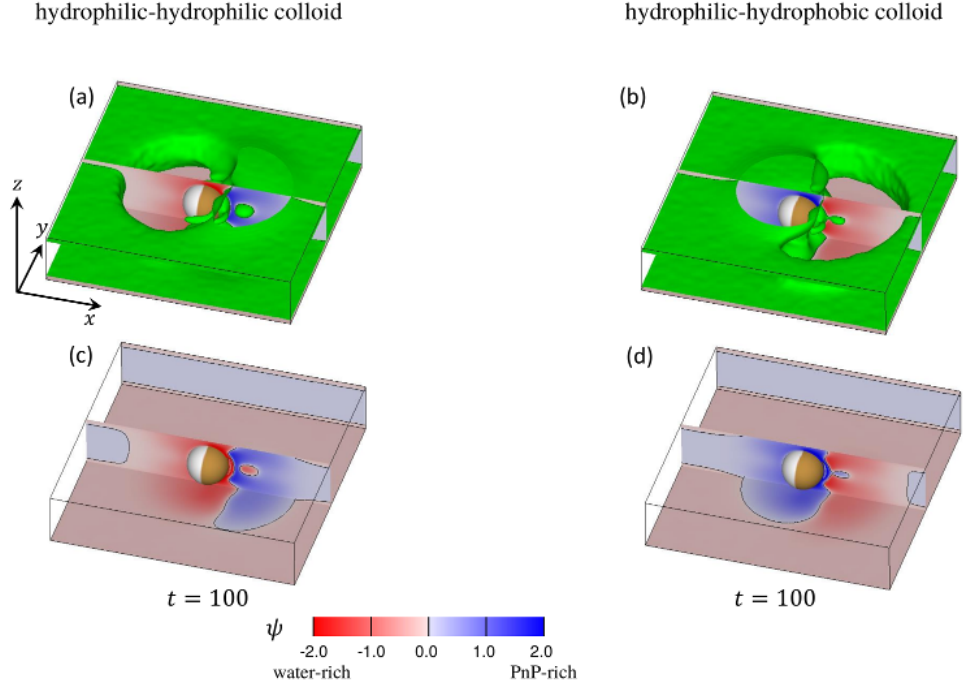 hydrophilic-hydrophilic colloid
hydrophilic-hydrophobic colloid
(a)
(b)
z
y
x
(c)
(d)
t = 100
t = 100
ψ
-2.0 -1.0 0.0 1.0 2.0
water-rich PnP-rich